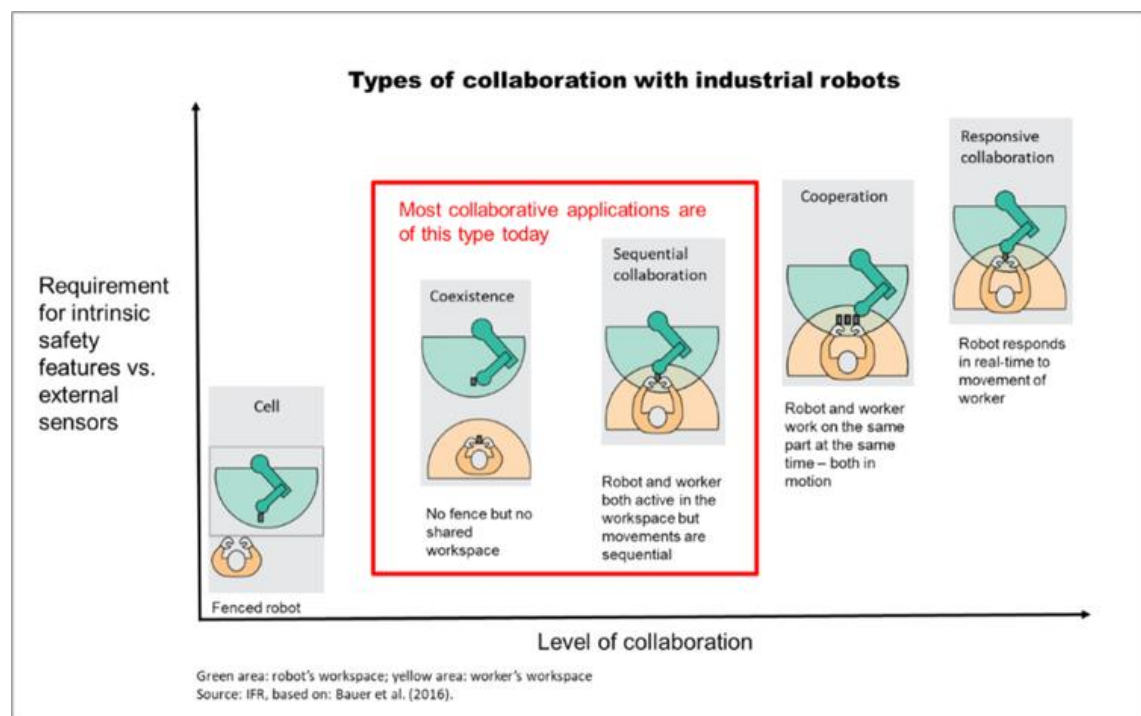 Types of collaboration with industrial robots
Requirement
for intrinsic
safety
features vs.
external
sensors
Cell
Fenced robot
Most collaborative applications are
of this type today
Coexistence
No fence but no
shared
workspace
Sequential
collaboration
Robot and worker
both active in the
workspace but
movements are
sequential
Cooperation
Robot and worker
work on the same
part at the same
time – both in
motion
Responsive
collaboration
Robot responds
in real-time to
movement of
worker
Level of collaboration
Green area: robot's workspace; yellow area: worker's workspace
Source: IFR, based on: Bauer et al. (2016).